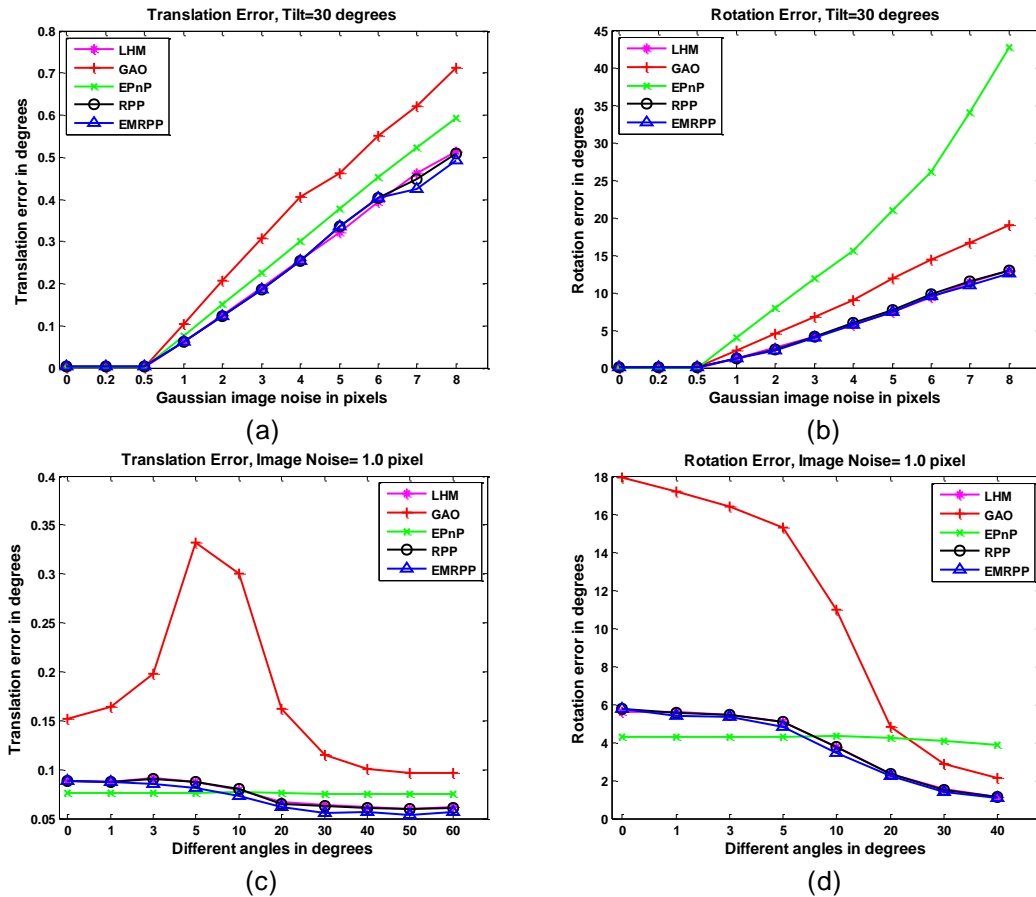 Translation Error, Tilt=30 degrees
0.8
0.7
0.6
0.5
0.4
0.3
0.2
0.1
0
Translation error in degrees
LHM
GAO
EPnP
RPP
EMRPP
0 0.2 0.5 1 2 3 4 5 6 7 8
Gaussian image noise in pixels
(a)
Rotation Error, Tilt=30 degrees
45
40
35
30
25
20
15
10
5
0
Rotation error in degrees
LHM
GAO
EPnP
RPP
EMRPP
0 0.2 0.5 1 2 3 4 5 6 7 8
Gaussian image noise in pixels
(b)
Translation Error, Image Noise= 1.0 pixel
0.4
0.35
0.3
0.25
0.2
0.15
0.1
0.05
Translation error in degrees
LHM
GAO
EPnP
RPP
EMRPP
0 1 3 5 10 20 30 40 50 60
Different angles in degrees
(c)
Rotation Error, Image Noise= 1.0 pixel
18
16
14
12
10
8
6
4
2
0
Rotation error in degrees
LHM
GAO
EPnP
RPP
EMRPP
0 1 3 5 10 20 30 40
Different angles in degrees
(d)